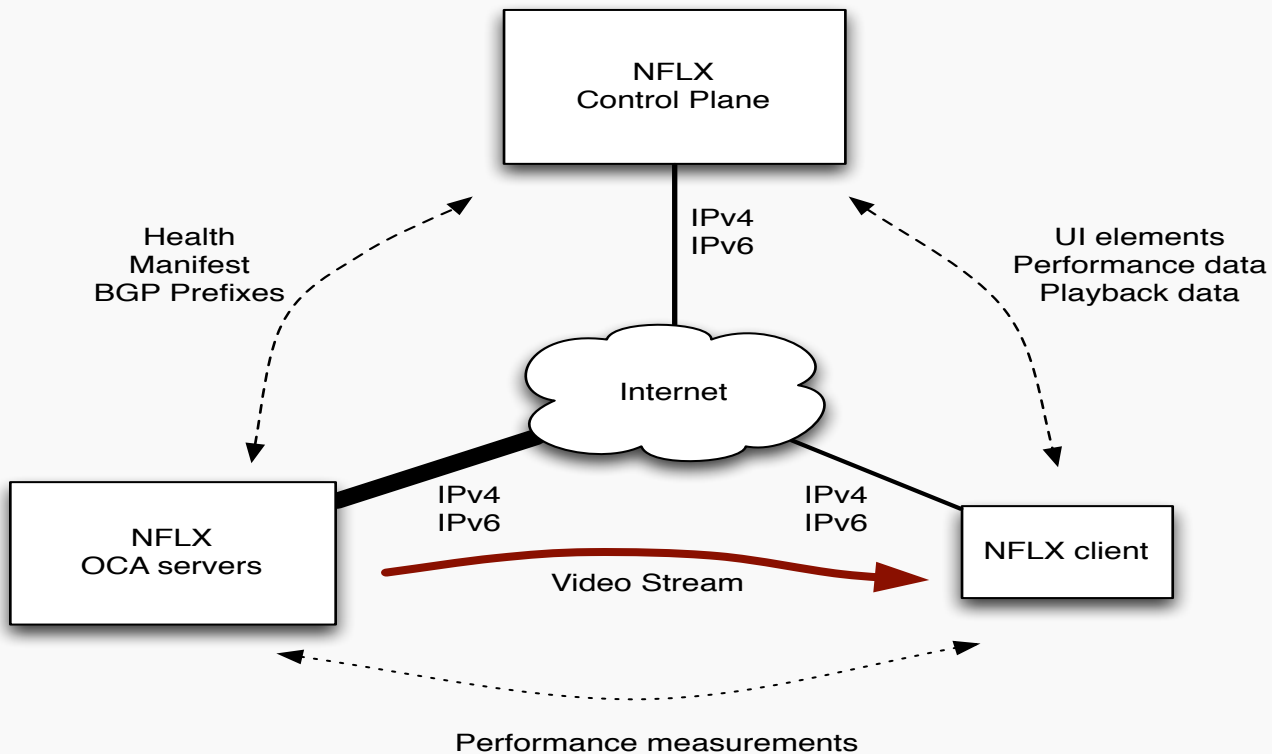 NFLX
Control Plane
IPv4
IPv6
Health
Manifest
BGP Prefixes
UI elements
Performance data
Playback data
Internet
IPv4
IPv6
IPv4
IPv6
NFLX
OCA servers
NFLX client
Video Stream
Performance measurements